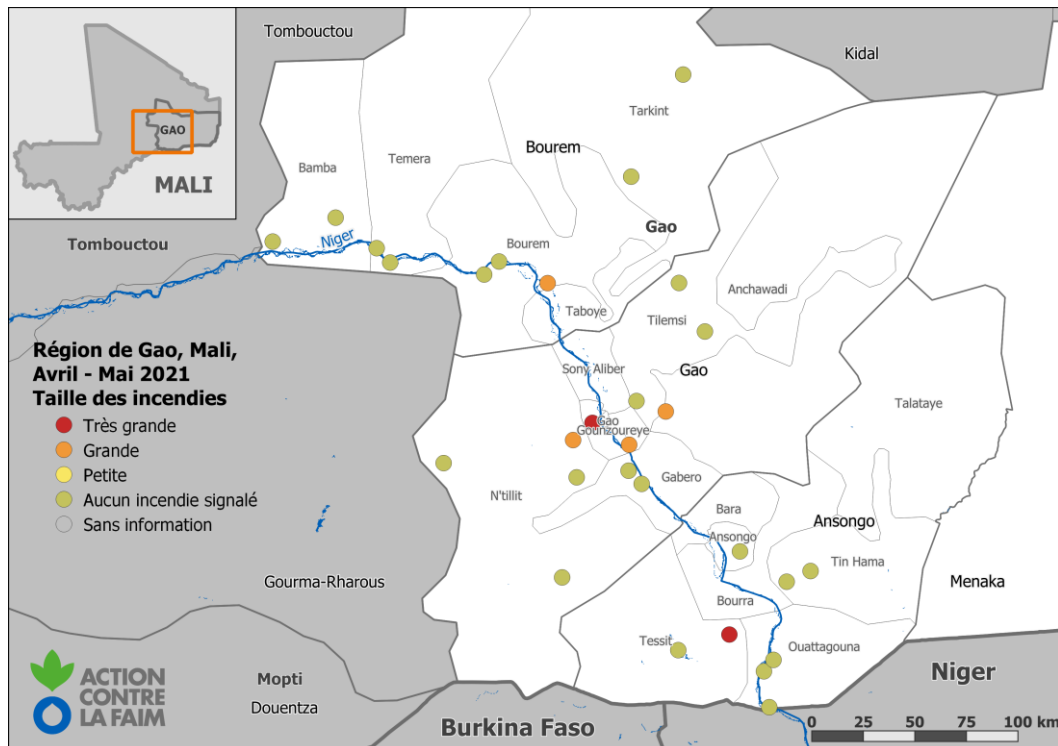 Tombouctou
Kidal
GAO
MALI
Tarkint
Bourem
Bamba
Temera
Gao
Tombouctou
Niger
Bourem
Anchawadi
Taboye
Tilemsi
Région de Gao, Mali,
Avril - Mai 2021
Taille des incendies
Très grande
Grande
Petite
Aucun incendie signalé
Sans information
Sony Aliber
Gao
Talataye
Gao
Gounzoureye
N'tillit
Gabero
Bara
Ansongo
Ansongo
Tin Hama
Gourma-Rharous
Menaka
Bourra
Tessit
Ouattagouna
ACTION
CONTRE
LA FAIM
Mopti
Douentza
Niger
Burkina Faso
0 25 50 75 100 km